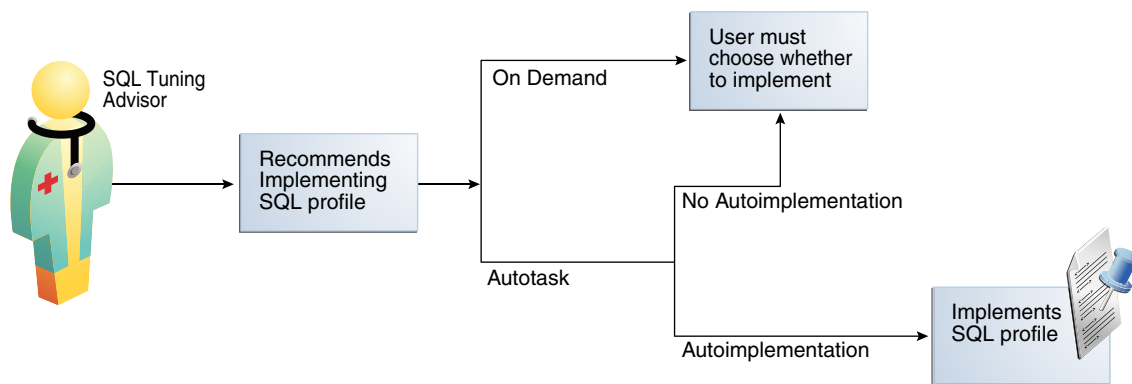 SQL Tuning
Advisor
Recommends
Implementing
SQL profile
On Demand
User must
choose whether
to implement
No Autoimplementation
Autotask
Autoimplementation
Implements
SQL profile